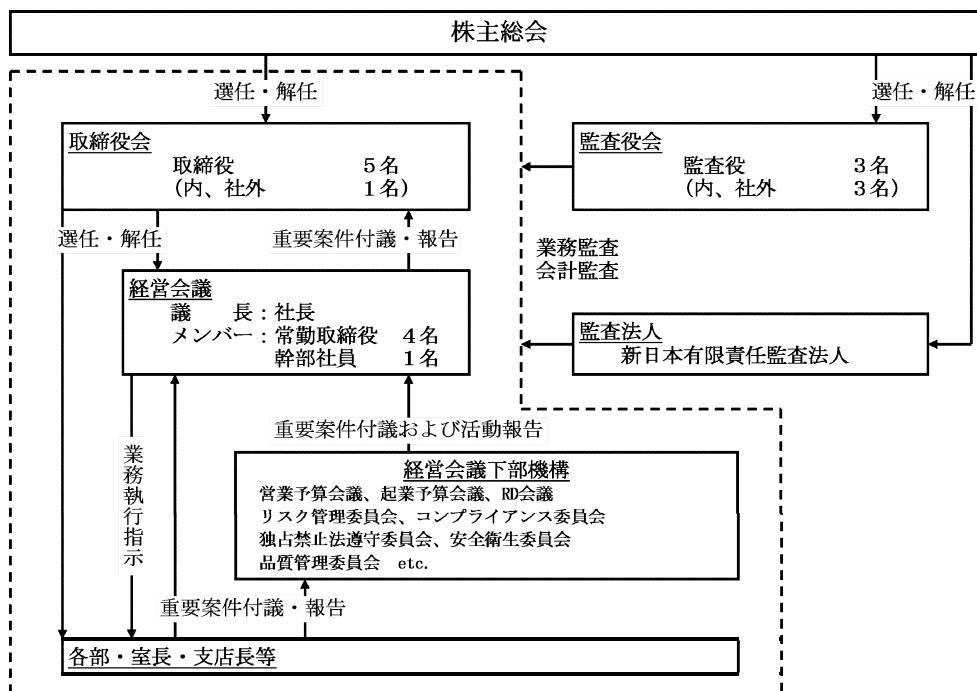 株主総会
選任・解任
選任・解任
取締役会
取締役 5名
(内、社外 1名)
監査役会
監査役 3名
(内、社外 3名)
選任・解任
重要案件付議・報告
業務監査
会計監査
経営会議
議 長:社長
メンバー:常勤取締役 4名
幹部社員 1名
監査法人
新日本有限責任監査法人
重要案件付議および活動報告
業務執行指示
経営会議下部機構
営業予算会議、起業予算会議、RD会議
リスク管理委員会、コンプライアンス委員会
独占禁止法遵守委員会、安全衛生委員会
品質管理委員会 etc.
重要案件付議・報告
各部・室長・支店長等